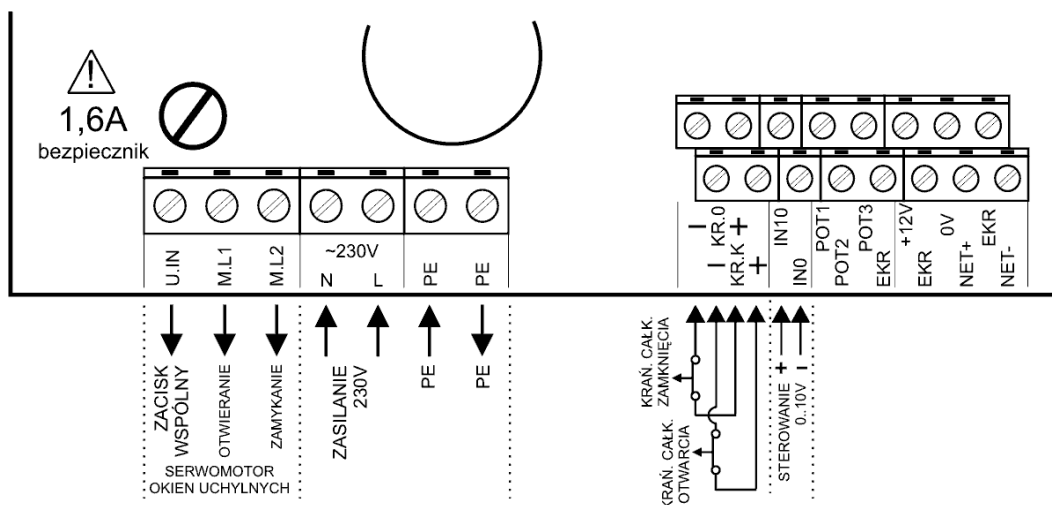 1,6A
bezpiecznik
U.IN
M.L1
M.L2
~230V
N
L
PE
PE
– KR.0 +
– KR.K +
IN10
IN0
POT1
POT2
POT3
EKR
+12V
EKR
0V
NET+
EKR
NET-
ZACISK
WSPÓLNY
OTWIERANIE
ZAMYKANIE
SERWOMOTOR
OKIEN UCHYLNYCH
ZASILANIE
230V
PE
PE
KRAŃ. CAŁK.
ZAMKNIĘCIA
KRAŃ. CAŁK.
OTWARCIA
STEROWANIE
+ 0..10V –